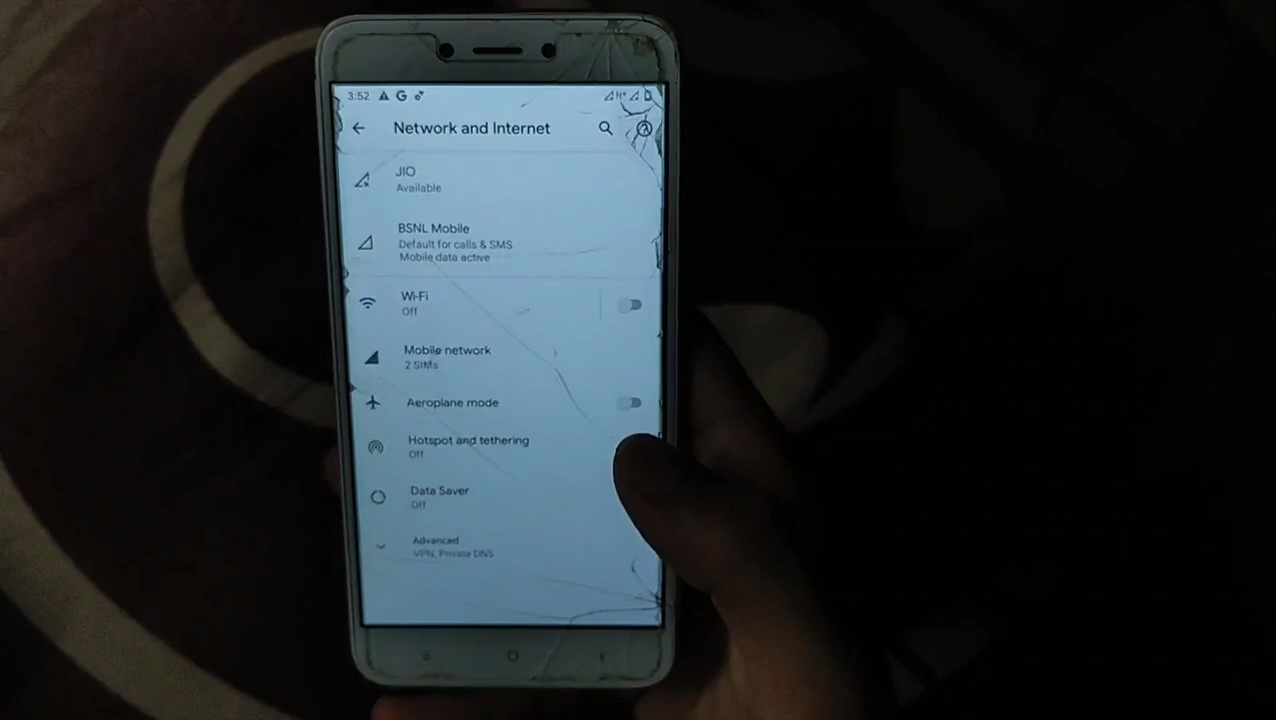 3:52 G H+
Network and Internet
JIO
Available
BSNL Mobile
Default for calls & SMS
Mobile data active
Wi-Fi
Off
Mobile network
2 SIMs
Aeroplane mode
Hotspot and tethering
Off
Data Saver
Off
Advanced
VPN, Private DNS